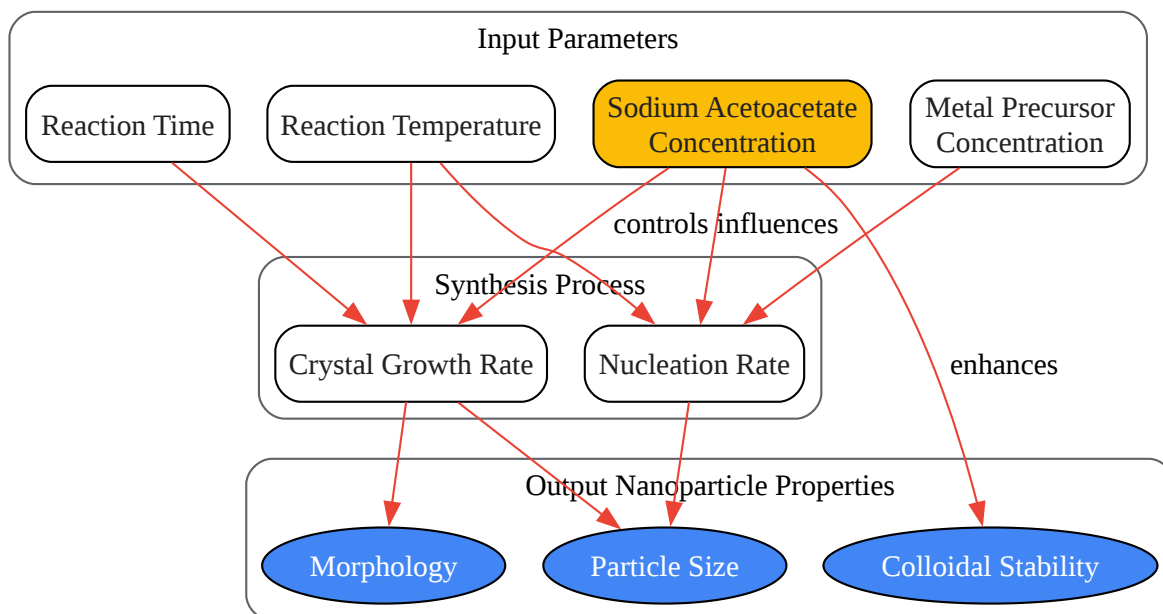 Input Parameters
Reaction Time
Reaction Temperature
Sodium Acetoacetate
Concentration
Metal Precursor
Concentration
controls
influences
Synthesis Process
Crystal Growth Rate
Nucleation Rate
enhances
Output Nanoparticle Properties
Morphology
Particle Size
Colloidal Stability